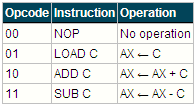 Opcode Instruction Operation
00 NOP No operation
01 LOAD C AX ← C
10 ADD C AX ← AX + C
11 SUB C AX ← AX - C